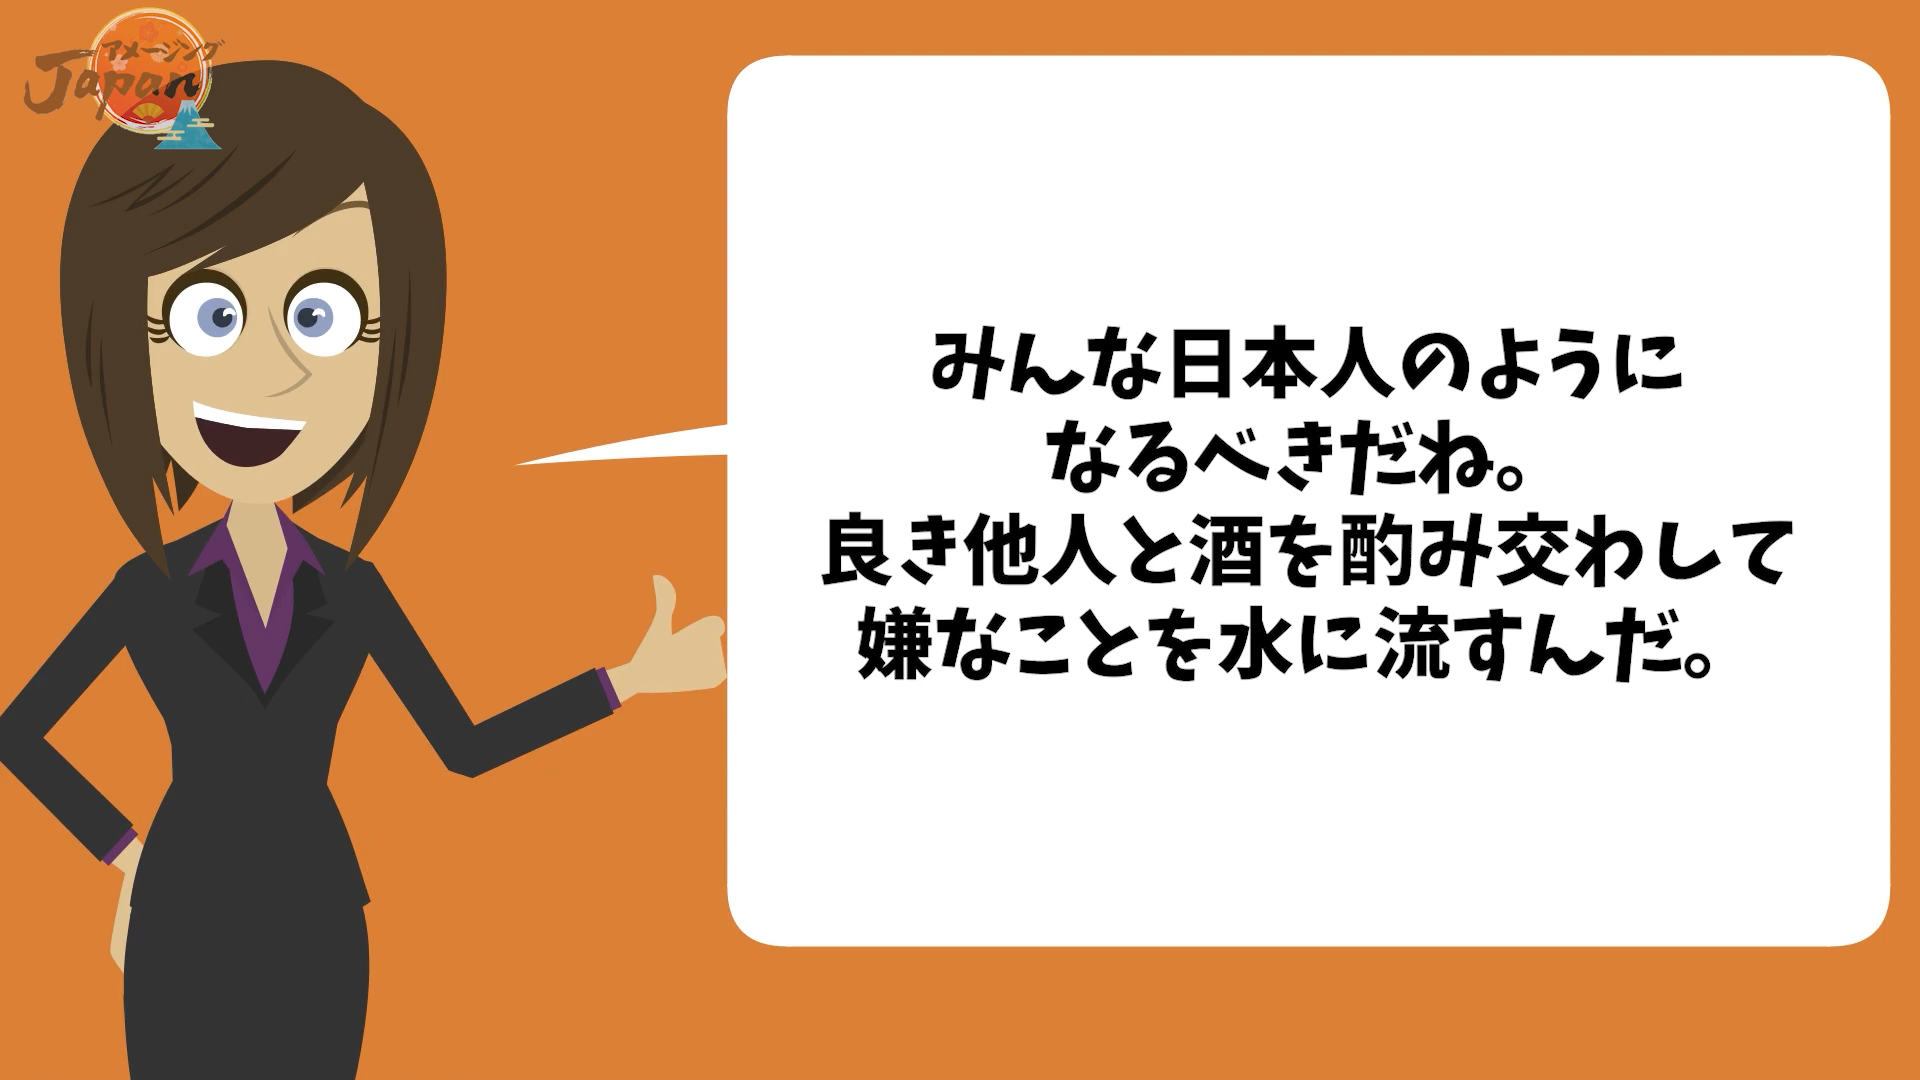 アメージング
Japan
みんな日本人のように
なるべきだね。
良き他人と酒を酌み交わして
嫌なことを水に流すんだ。